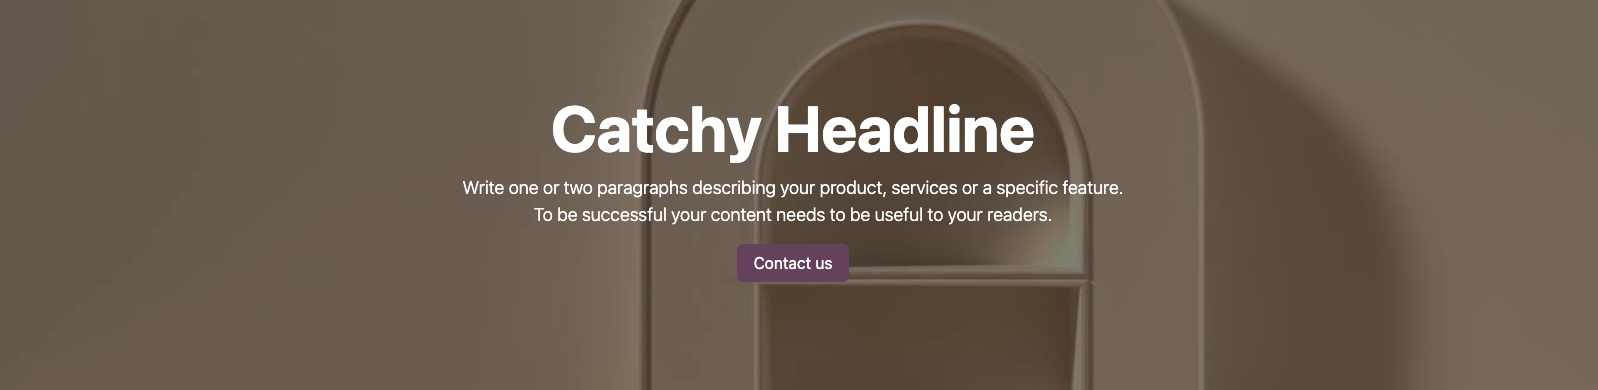 Catchy Headline
Write one or two paragraphs describing your product, services or a specific feature.
To be successful your content needs to be useful to your readers.
Contact us